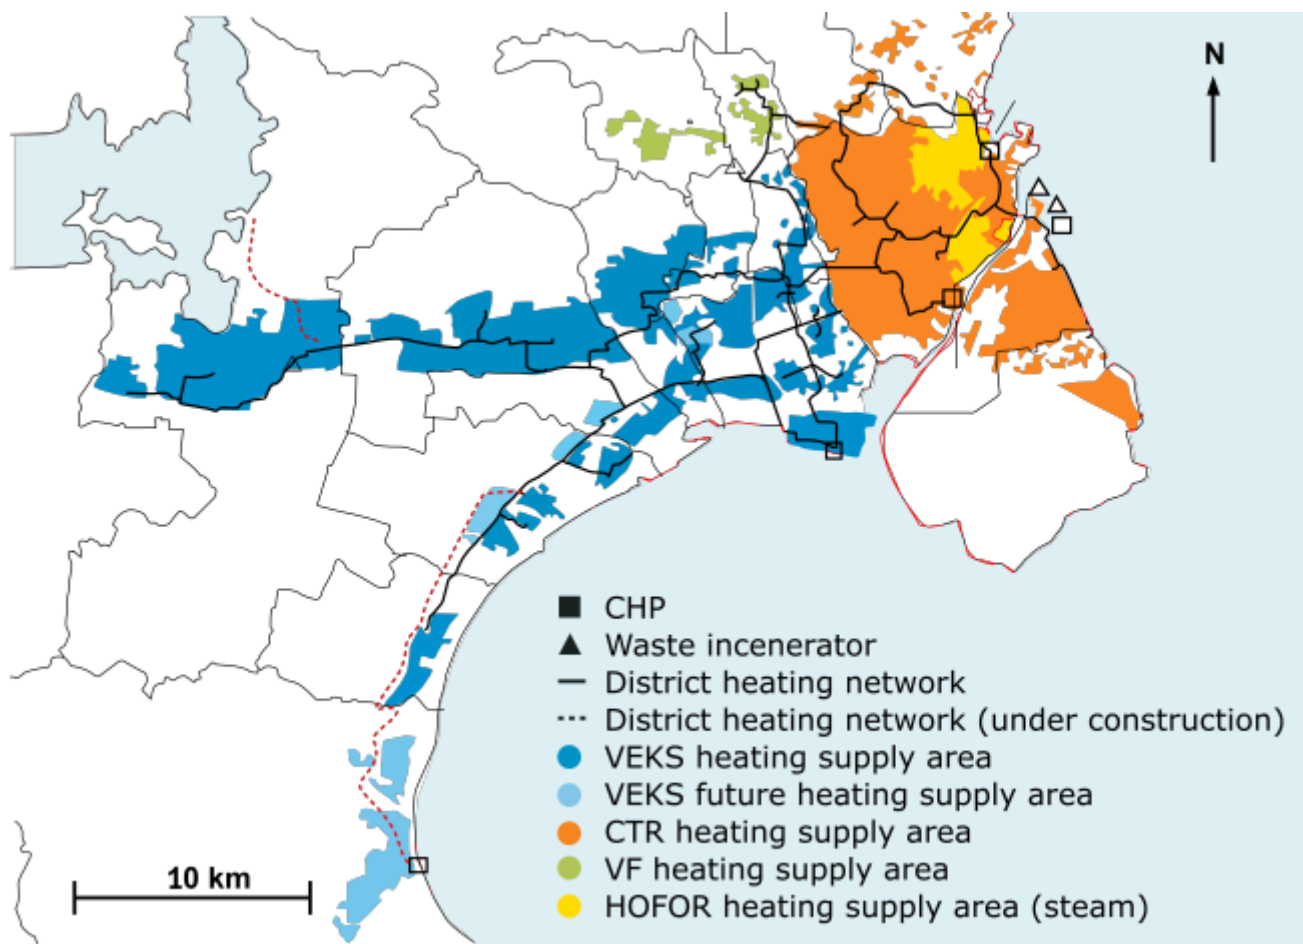 N
CHP
Waste incenerator
District heating network
District heating network (under construction)
VEKS heating supply area
VEKS future heating supply area
CTR heating supply area
VF heating supply area
HOFOR heating supply area (steam)
10 km